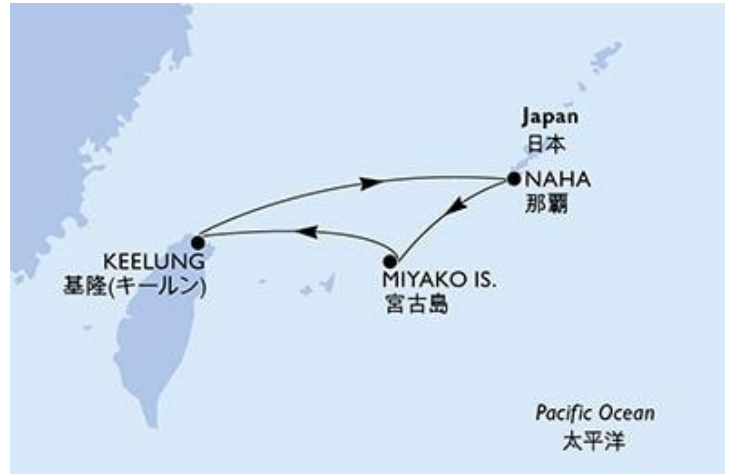 Japan
日本
NAHA
那覇
KEELUNG
基隆(キールン)
MIYAKO IS.
宮古島
Pacific Ocean
太平洋